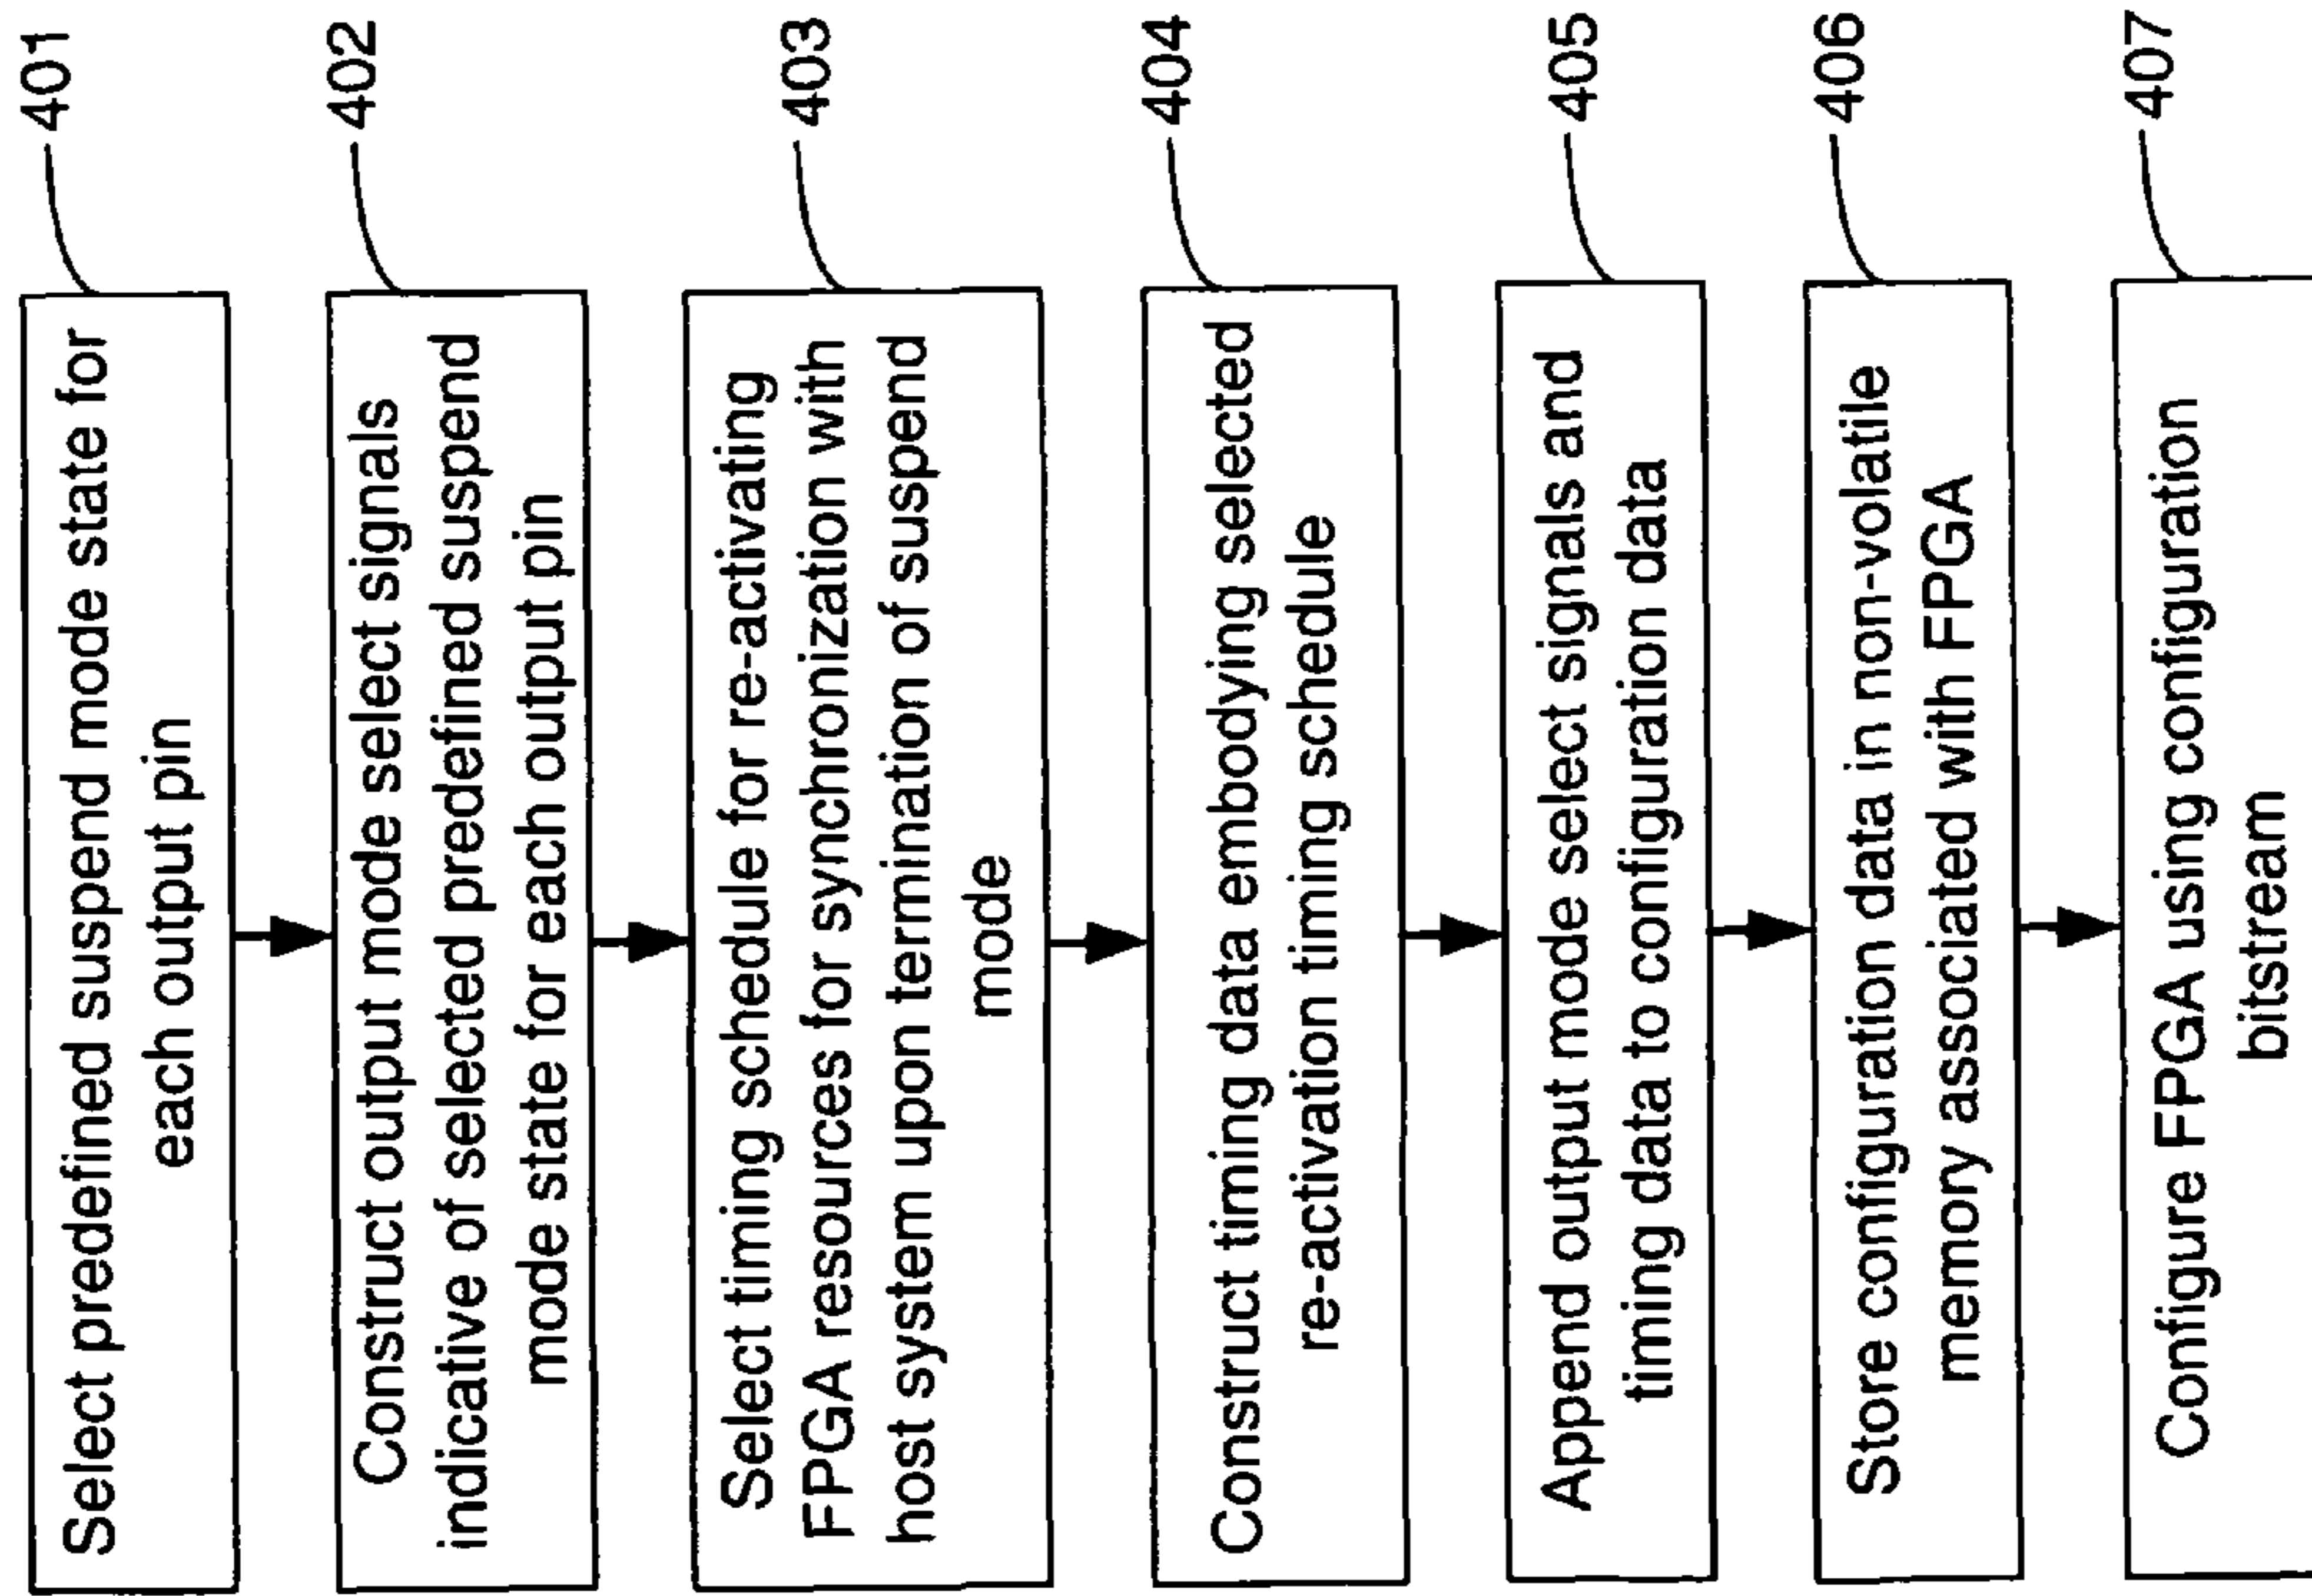 401
Select predefined suspend mode state for
each output pin
402
Construct output mode select signals
indicative of selected predefined suspend
mode state for each output pin
403
Select timing schedule for re-activating
FPGA resources for synchronization with
host system upon termination of suspend
mode
404
Construct timing data embodying selected
re-activation timing schedule
405
Append output mode select signals and
timing data to configuration data
406
Store configuration data in non-volatile
memory associated with FPGA
407
Configure FPGA using configuration
bitstream